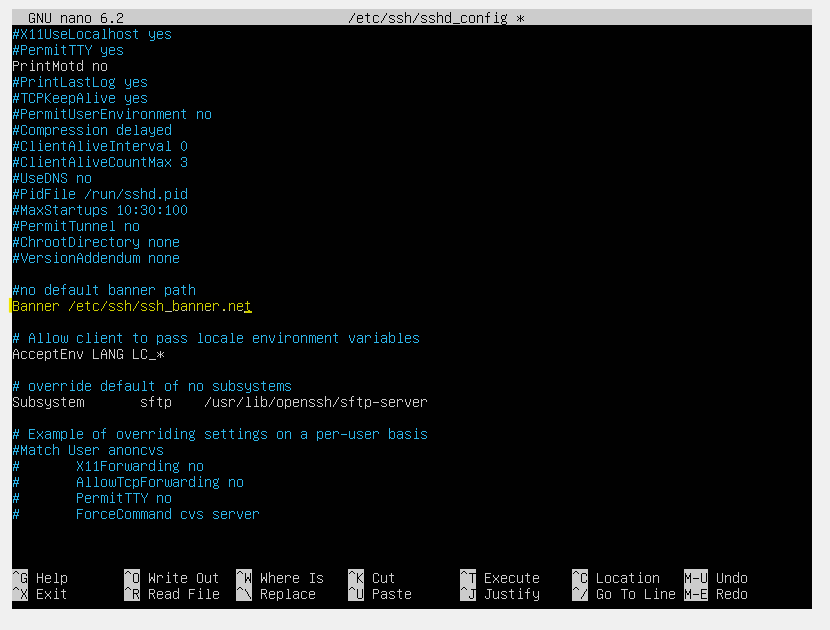 GNU nano 6.2 /etc/ssh/sshd_config *
#X11UseLocalhost yes
#PermitTTY yes
PrintMotd no
#PrintLastLog yes
#TCPKeepAlive yes
#PermitUserEnvironment no
#Compression delayed
#ClientAliveInterval 0
#ClientAliveCountMax 3
#UseDNS no
#PidFile /run/sshd.pid
#MaxStartups 10:30:100
#PermitTunnel no
#ChrootDirectory none
#VersionAddendum none
#no default banner path
Banner /etc/ssh/ssh_banner.net
# Allow client to pass locale environment variables
AcceptEnv LANG LC_*
# override default of no subsystems
Subsystem sftp /usr/lib/openssh/sftp-server
# Example of overriding settings on a per-user basis
#Match User anoncvs
# X11Forwarding no
# AllowTcpForwarding no
# PermitTTY no
# ForceCommand cvs server
^G Help ^O Write Out ^W Where Is ^K Cut ^T Execute ^C Location M-U Undo
^X Exit ^R Read File ^\ Replace ^U Paste ^J Justify ^/ Go To Line M-E Redo